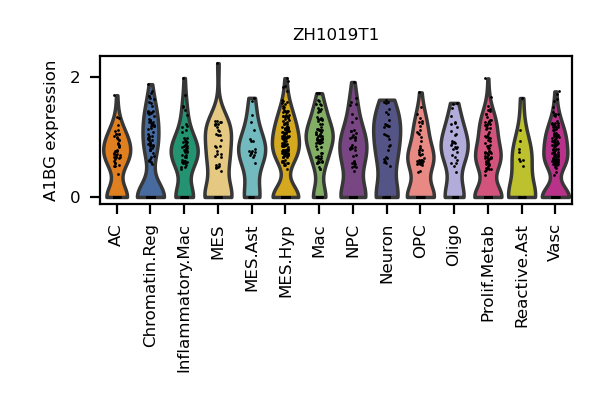 ZH1019T1
A1BG expression
2
0
AC
Chromatin.Reg
Inflammatory.Mac
MES
MES.Ast
MES.Hyp
Mac
NPC
Neuron
OPC
Oligo
Prolif.Metab
Reactive.Ast
Vasc